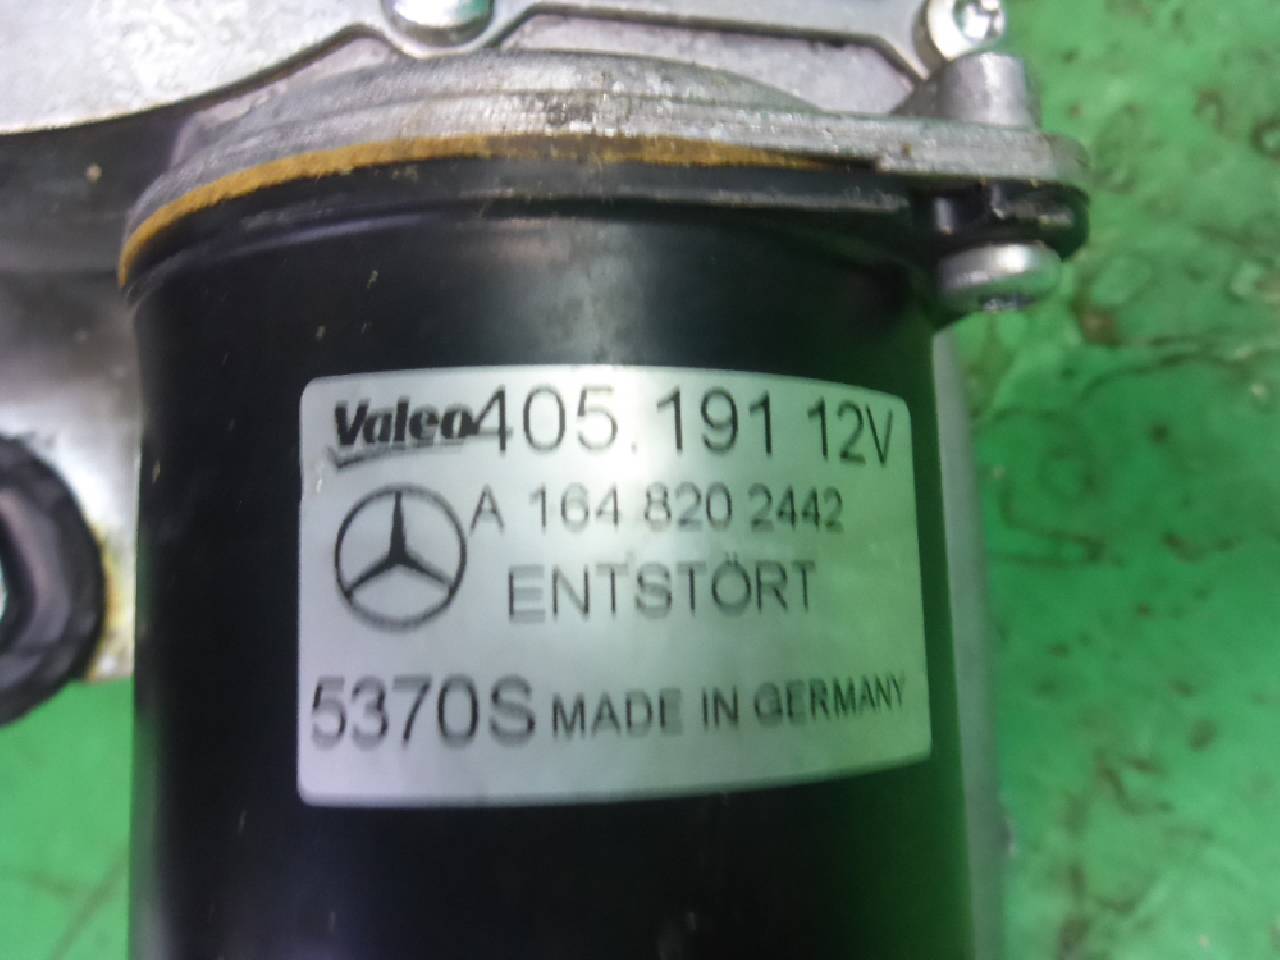 Valeo 405.191 12V
A 164 820 2442
ENTSTÖRT
5370S MADE IN GERMANY